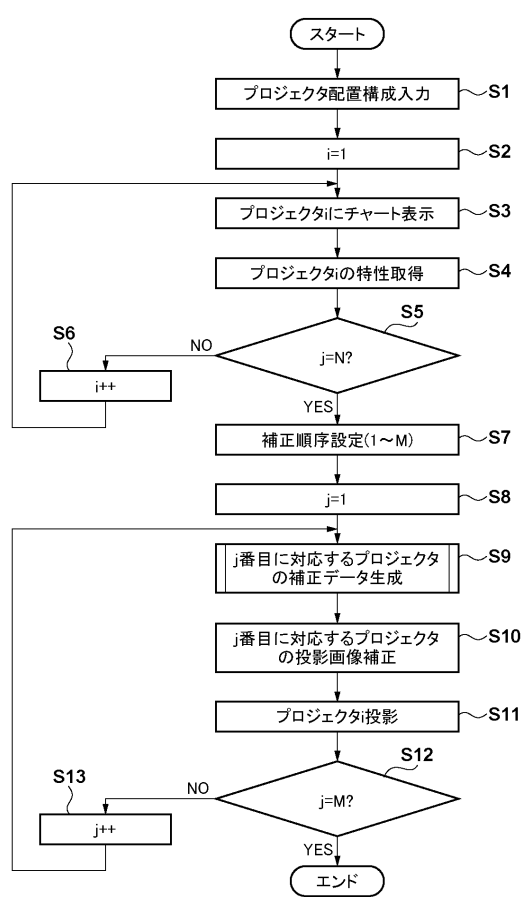 スタート
プロジェクタ配置構成入力
S1
i=1
S2
プロジェクタiにチャート表示
S3
プロジェクタiの特性取得
S4
S5
j=N?
NO
S6
i++
YES
補正順序設定(1～M)
S7
j=1
S8
j番目に対応するプロジェクタ
の補正データ生成
S9
j番目に対応するプロジェクタ
の投影画像補正
S10
プロジェクタi投影
S11
S12
j=M?
NO
S13
j++
YES
エンド